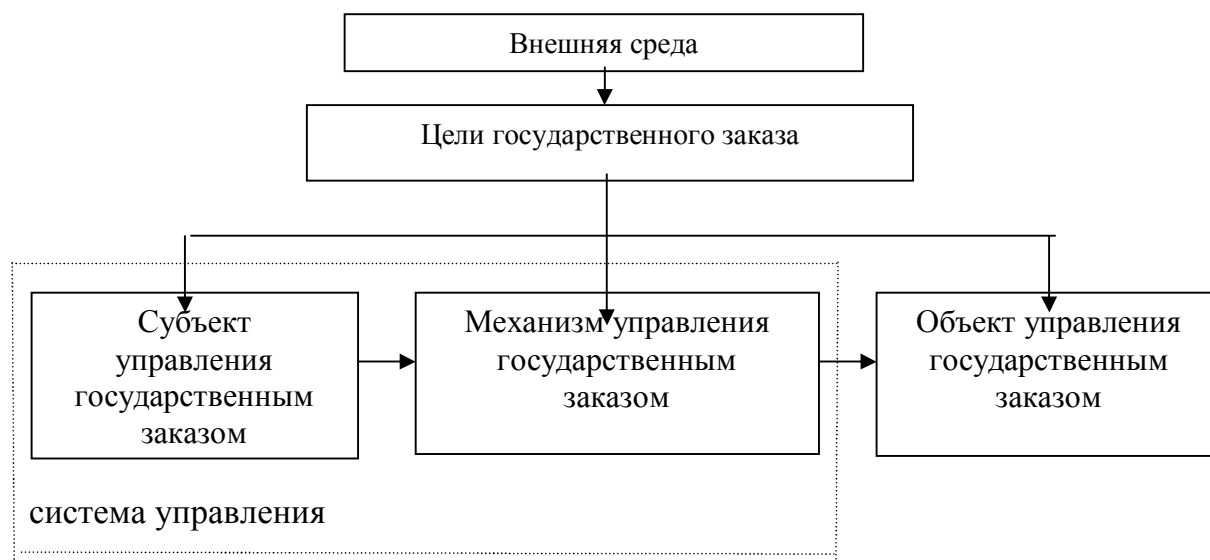 Внешняя среда
Цели государственного заказа
Субъект
управления
государственным
заказом
Механизм управления
государственным
заказом
Объект управления
государственным
заказом
система управления